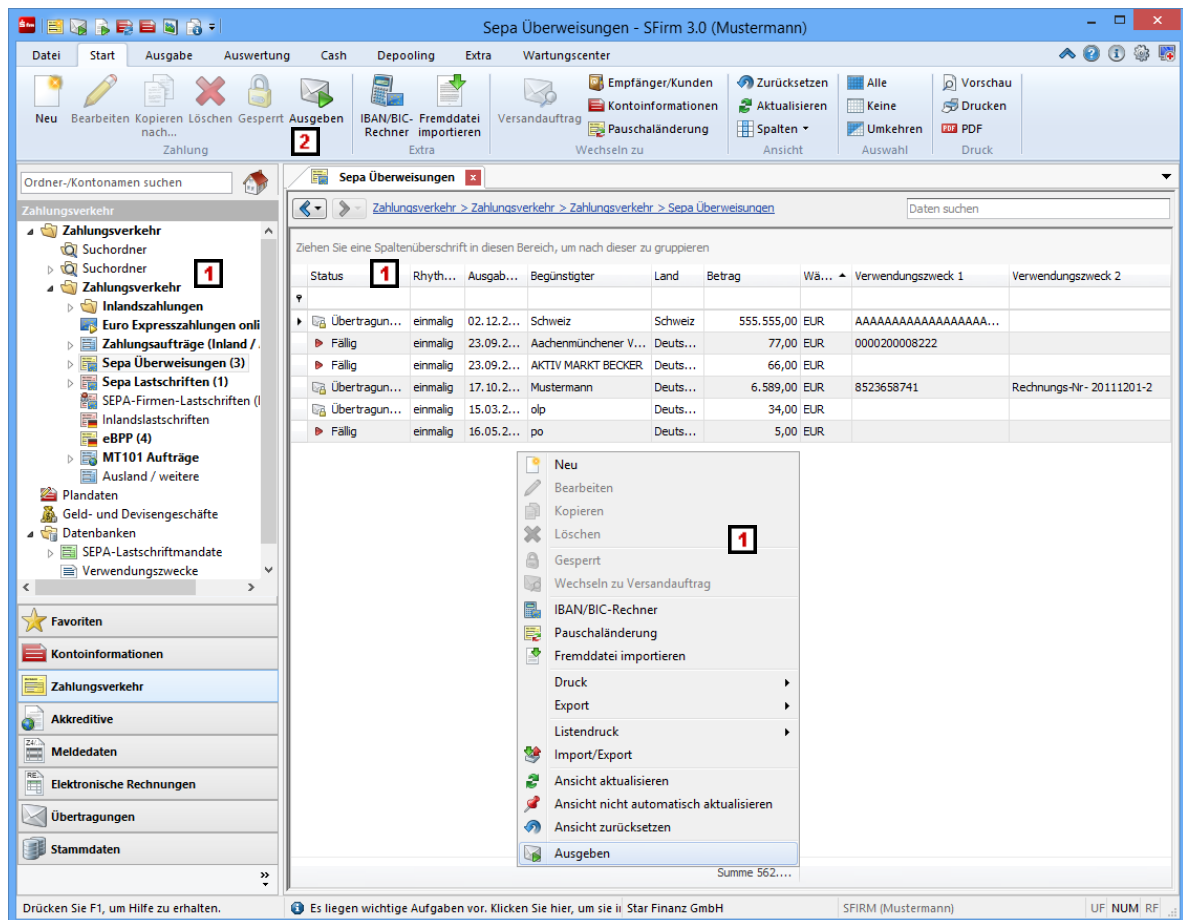 Sepa Überweisungen - SFirm 3.0 (Mustermann)
Datei Start Ausgabe Auswertung Cash Depooling Extra Wartungscenter
Neu Bearbeiten Kopieren nach... Löschen Gesperrt Ausgeben
2
Zahlung
IBAN/BIC-Rechner Fremddatei importieren
Extra
Versandauftrag
Empfänger/Kunden
Kontoinformationen
Pauschaländerung
Wechseln zu
Zurücksetzen
Aktualisieren
Spalten
Ansicht
Alle
Keine
Umkehren
Auswahl
Vorschau
Drucken
PDF PDF
Druck
Ordner-/Kontonamen suchen
Zahlungsverkehr
Zahlungsverkehr
Suchordner
Suchordner
1
Zahlungsverkehr
Inlandszahlungen
Euro Expresszahlungen onli
Zahlungsaufträge (Inland /
Sepa Überweisungen (3)
Sepa Lastschriften (1)
SEPA-Firmen-Lastschriften (l
Inlandslastschriften
eBPP (4)
MT101 Aufträge
Ausland / weitere
Plandaten
Geld- und Devisengeschäfte
Datenbanken
SEPA-Lastschriftmandate
Verwendungszwecke
Favoriten
Kontoinformationen
Zahlungsverkehr
Akkreditive
Meldedaten
Elektronische Rechnungen
Übertragungen
Stammdaten
Sepa Überweisungen
Zahlungsverkehr > Zahlungsverkehr > Zahlungsverkehr > Sepa Überweisungen
Daten suchen
Ziehen Sie eine Spaltenüberschrift in diesen Bereich, um nach dieser zu gruppieren
Status 1 Rhyth... Ausgab... Begünstigter Land Betrag Wä... Verwendungszweck 1 Verwendungszweck 2
Übertragun... einmalig 02.12.2... Schweiz Schweiz 555.555,00 EUR AAAAAAAAAAAAAAAAA...
Fällig einmalig 23.09.2... Aachenmünchener V... Deuts... 77,00 EUR 0000200008222
Fällig einmalig 23.09.2... AKTIV MARKT BECKER Deuts... 66,00 EUR
Übertragun... einmalig 17.10.2... Mustermann Deuts... 6.589,00 EUR 8523658741 Rechnungs-Nr- 20111201-2
Übertragun... einmalig 15.03.2... olp Deuts... 34,00 EUR
Fällig einmalig 16.05.2... po Deuts... 5,00 EUR
Neu
Bearbeiten
Kopieren
Löschen
1
Gesperrt
Wechseln zu Versandauftrag
IBAN/BIC-Rechner
Pauschaländerung
Fremddatei importieren
Druck
Export
Listendruck
Import/Export
Ansicht aktualisieren
Ansicht nicht automatisch aktualisieren
Ansicht zurücksetzen
Ausgeben
Summe 562....
Drücken Sie F1, um Hilfe zu erhalten. Es liegen wichtige Aufgaben vor. Klicken Sie hier, um sie i Star Finanz GmbH SFIRM (Mustermann) UF NUM RF